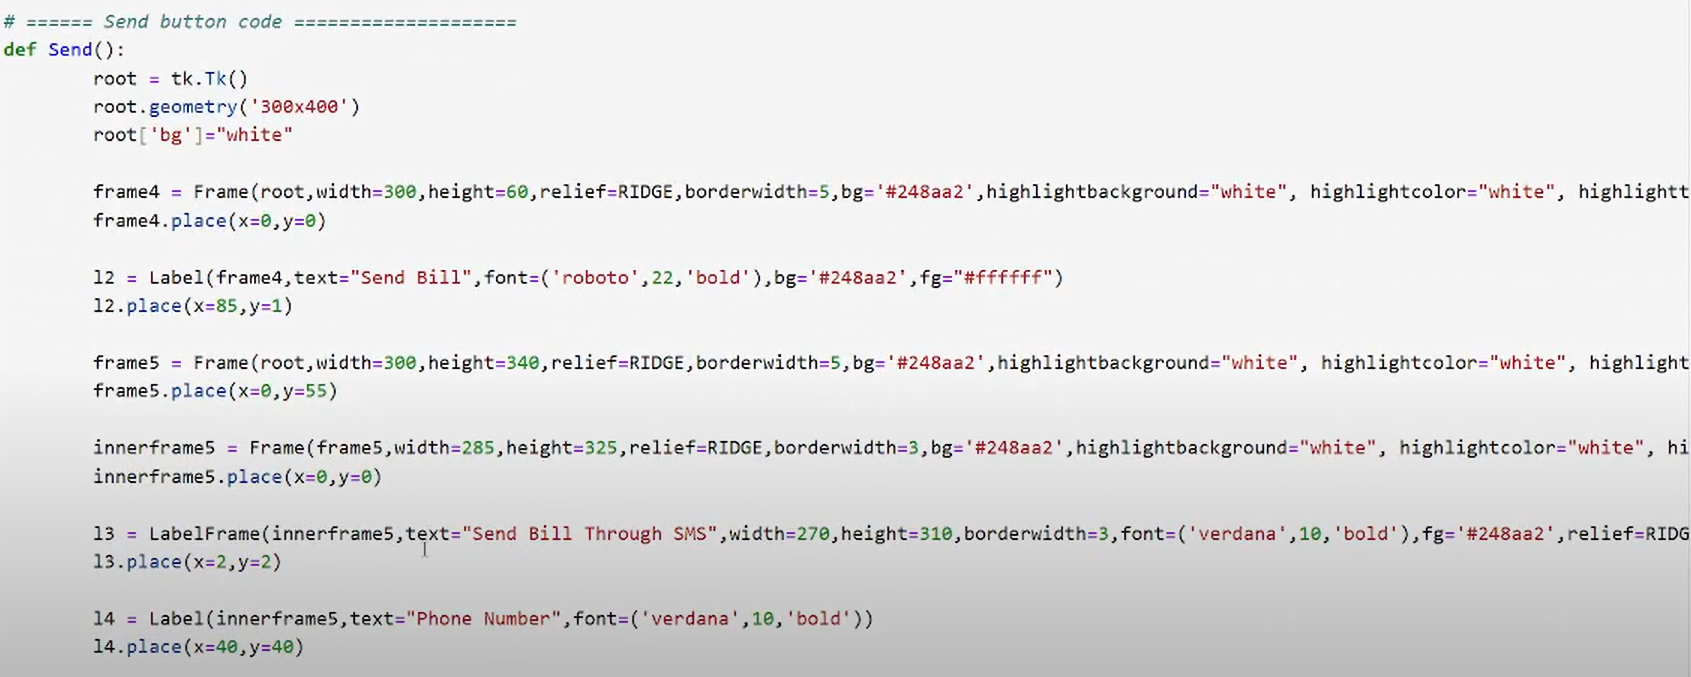 # ====== Send button code ====================
def Send():
root = tk.Tk()
root.geometry('300x400')
root['bg']="white"
frame4 = Frame(root,width=300,height=60,relief=RIDGE,borderwidth=5,bg='#248aa2',highlightbackground="white", highlightcolor="white", highlightt
frame4.place(x=0,y=0)
l2 = Label(frame4,text="Send Bill",font=('roboto',22,'bold'),bg='#248aa2',fg="#ffffff")
l2.place(x=85,y=1)
frame5 = Frame(root,width=300,height=340,relief=RIDGE,borderwidth=5,bg='#248aa2',highlightbackground="white", highlightcolor="white", highlight
frame5.place(x=0,y=55)
innerframe5 = Frame(frame5,width=285,height=325,relief=RIDGE,borderwidth=3,bg='#248aa2',highlightbackground="white", highlightcolor="white", hi
innerframe5.place(x=0,y=0)
l3 = LabelFrame(innerframe5,text="Send Bill Through SMS",width=270,height=310,borderwidth=3,font=('verdana',10,'bold'),fg='#248aa2',relief=RIDG
l3.place(x=2,y=2)
l4 = Label(innerframe5,text="Phone Number",font=('verdana',10,'bold'))
l4.place(x=40,y=40)